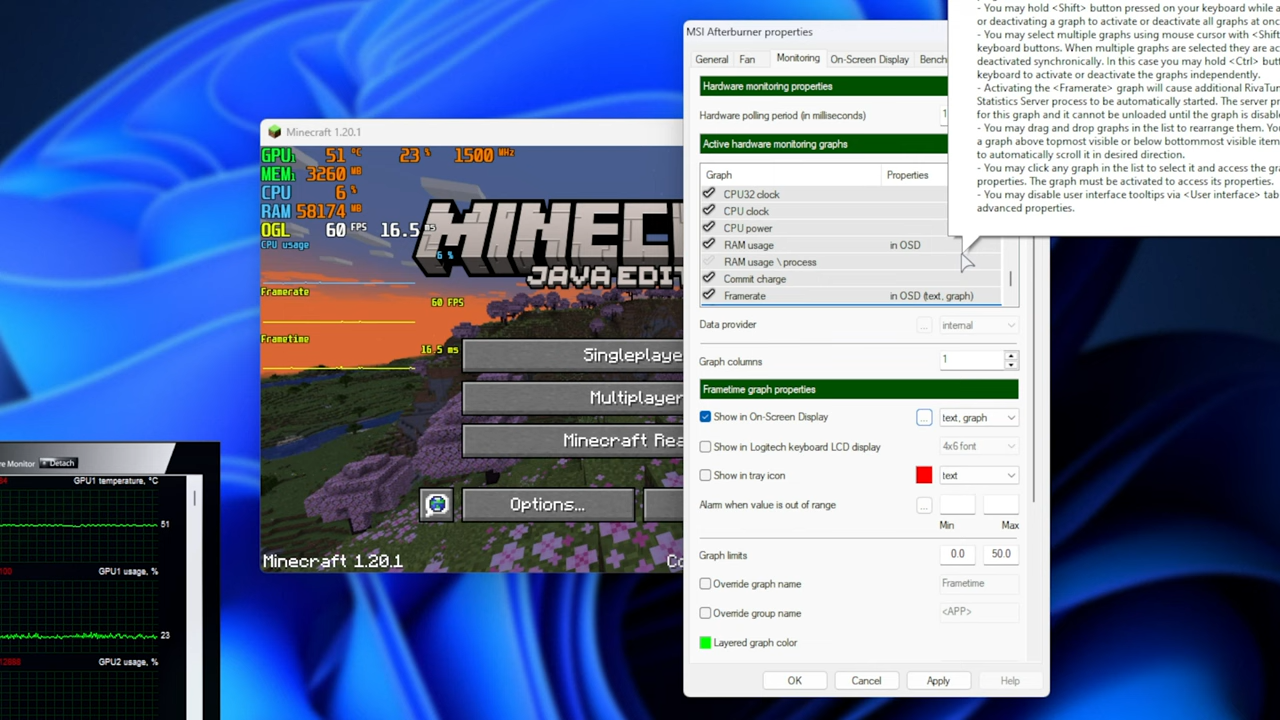 - You may hold <Shift> button pressed on your keyboard while a
or deactivating a graph to activate or deactivate all graphs at onc
- You may select multiple graphs using mouse cursor with <Shift
keyboard buttons. When multiple graphs are selected they are ac
deactivated synchronically. In this case you may hold <Ctrl> butt
keyboard to activate or deactivate the graphs independently.
- Activating the <Framerate> graph will cause additional RivaTun
Statistics Server process to be automatically started. The server pr
for this graph and it cannot be unloaded until the graph is disable
- You may drag and drop graphs in the list to rearrange them. You
a graph above topmost visible or below bottommost visible item
to automatically scroll it in desired direction.
- You may click any graph in the list to select it and access the gra
properties. The graph must be activated to access its properties.
- You may disable user interface tooltips via <User interface> tab
advanced properties.
MSI Afterburner properties
General Fan Monitoring On-Screen Display Bench
Hardware monitoring properties
Hardware polling period (in milliseconds) 1
Active hardware monitoring graphs
Graph Properties
CPU32 clock
CPU clock
CPU power
RAM usage in OSD
RAM usage \ process
Commit charge
Framerate in OSD (text, graph)
Data provider ... internal
Graph columns 1
Frametime graph properties
Show in On-Screen Display ... text, graph
Show in Logitech keyboard LCD display 4x6 font
Show in tray icon text
Alarm when value is out of range ...
Min Max
Graph limits 0.0 50.0
Override graph name Frametime
Override group name <APP>
Layered graph color
OK Cancel Apply Help
Minecraft 1.20.1
GPU1 51 °C 23 % 1500 MHz
MEM1 3260 MB
CPU 6 %
RAM 58174 MB
OGL 60 FPS 16.5 ms
CPU usage
6 %
Framerate
60 FPS
Frametime
16.5 ms
MINEC
JAVA EDIT
Singleplaye
Multiplayer
Minecraft Rea
Options...
Minecraft 1.20.1 Co
re Monitor Detach
GPU1 temperature, °C
51
100 GPU1 usage, %
23
GPU2 usage, %